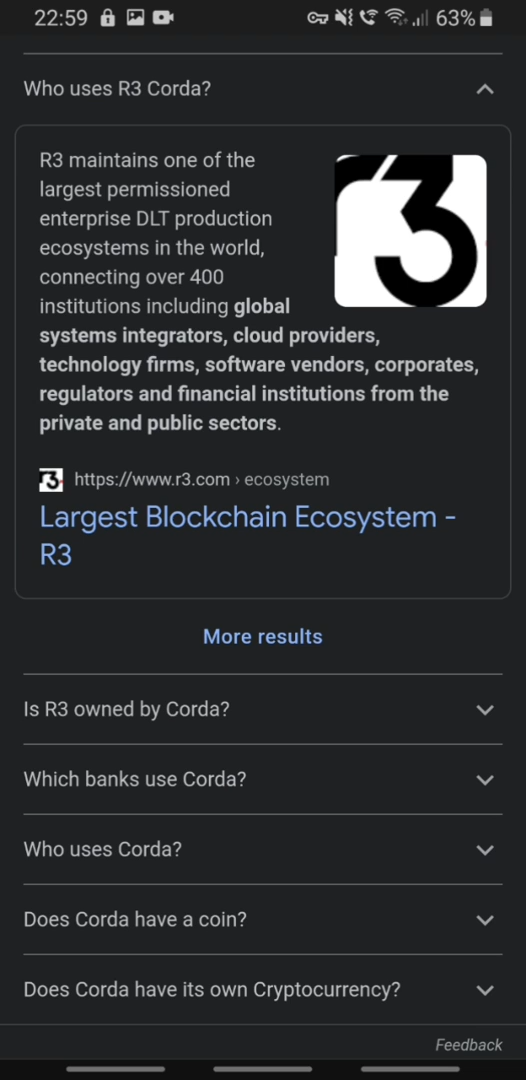 22:59
63%
Who uses R3 Corda?
R3 maintains one of the
largest permissioned
enterprise DLT production
ecosystems in the world,
connecting over 400
institutions including global
systems integrators, cloud providers,
technology firms, software vendors, corporates,
regulators and financial institutions from the
private and public sectors.
r3
r3
https://www.r3.com › ecosystem
Largest Blockchain Ecosystem -
R3
More results
Is R3 owned by Corda?
Which banks use Corda?
Who uses Corda?
Does Corda have a coin?
Does Corda have its own Cryptocurrency?
Feedback